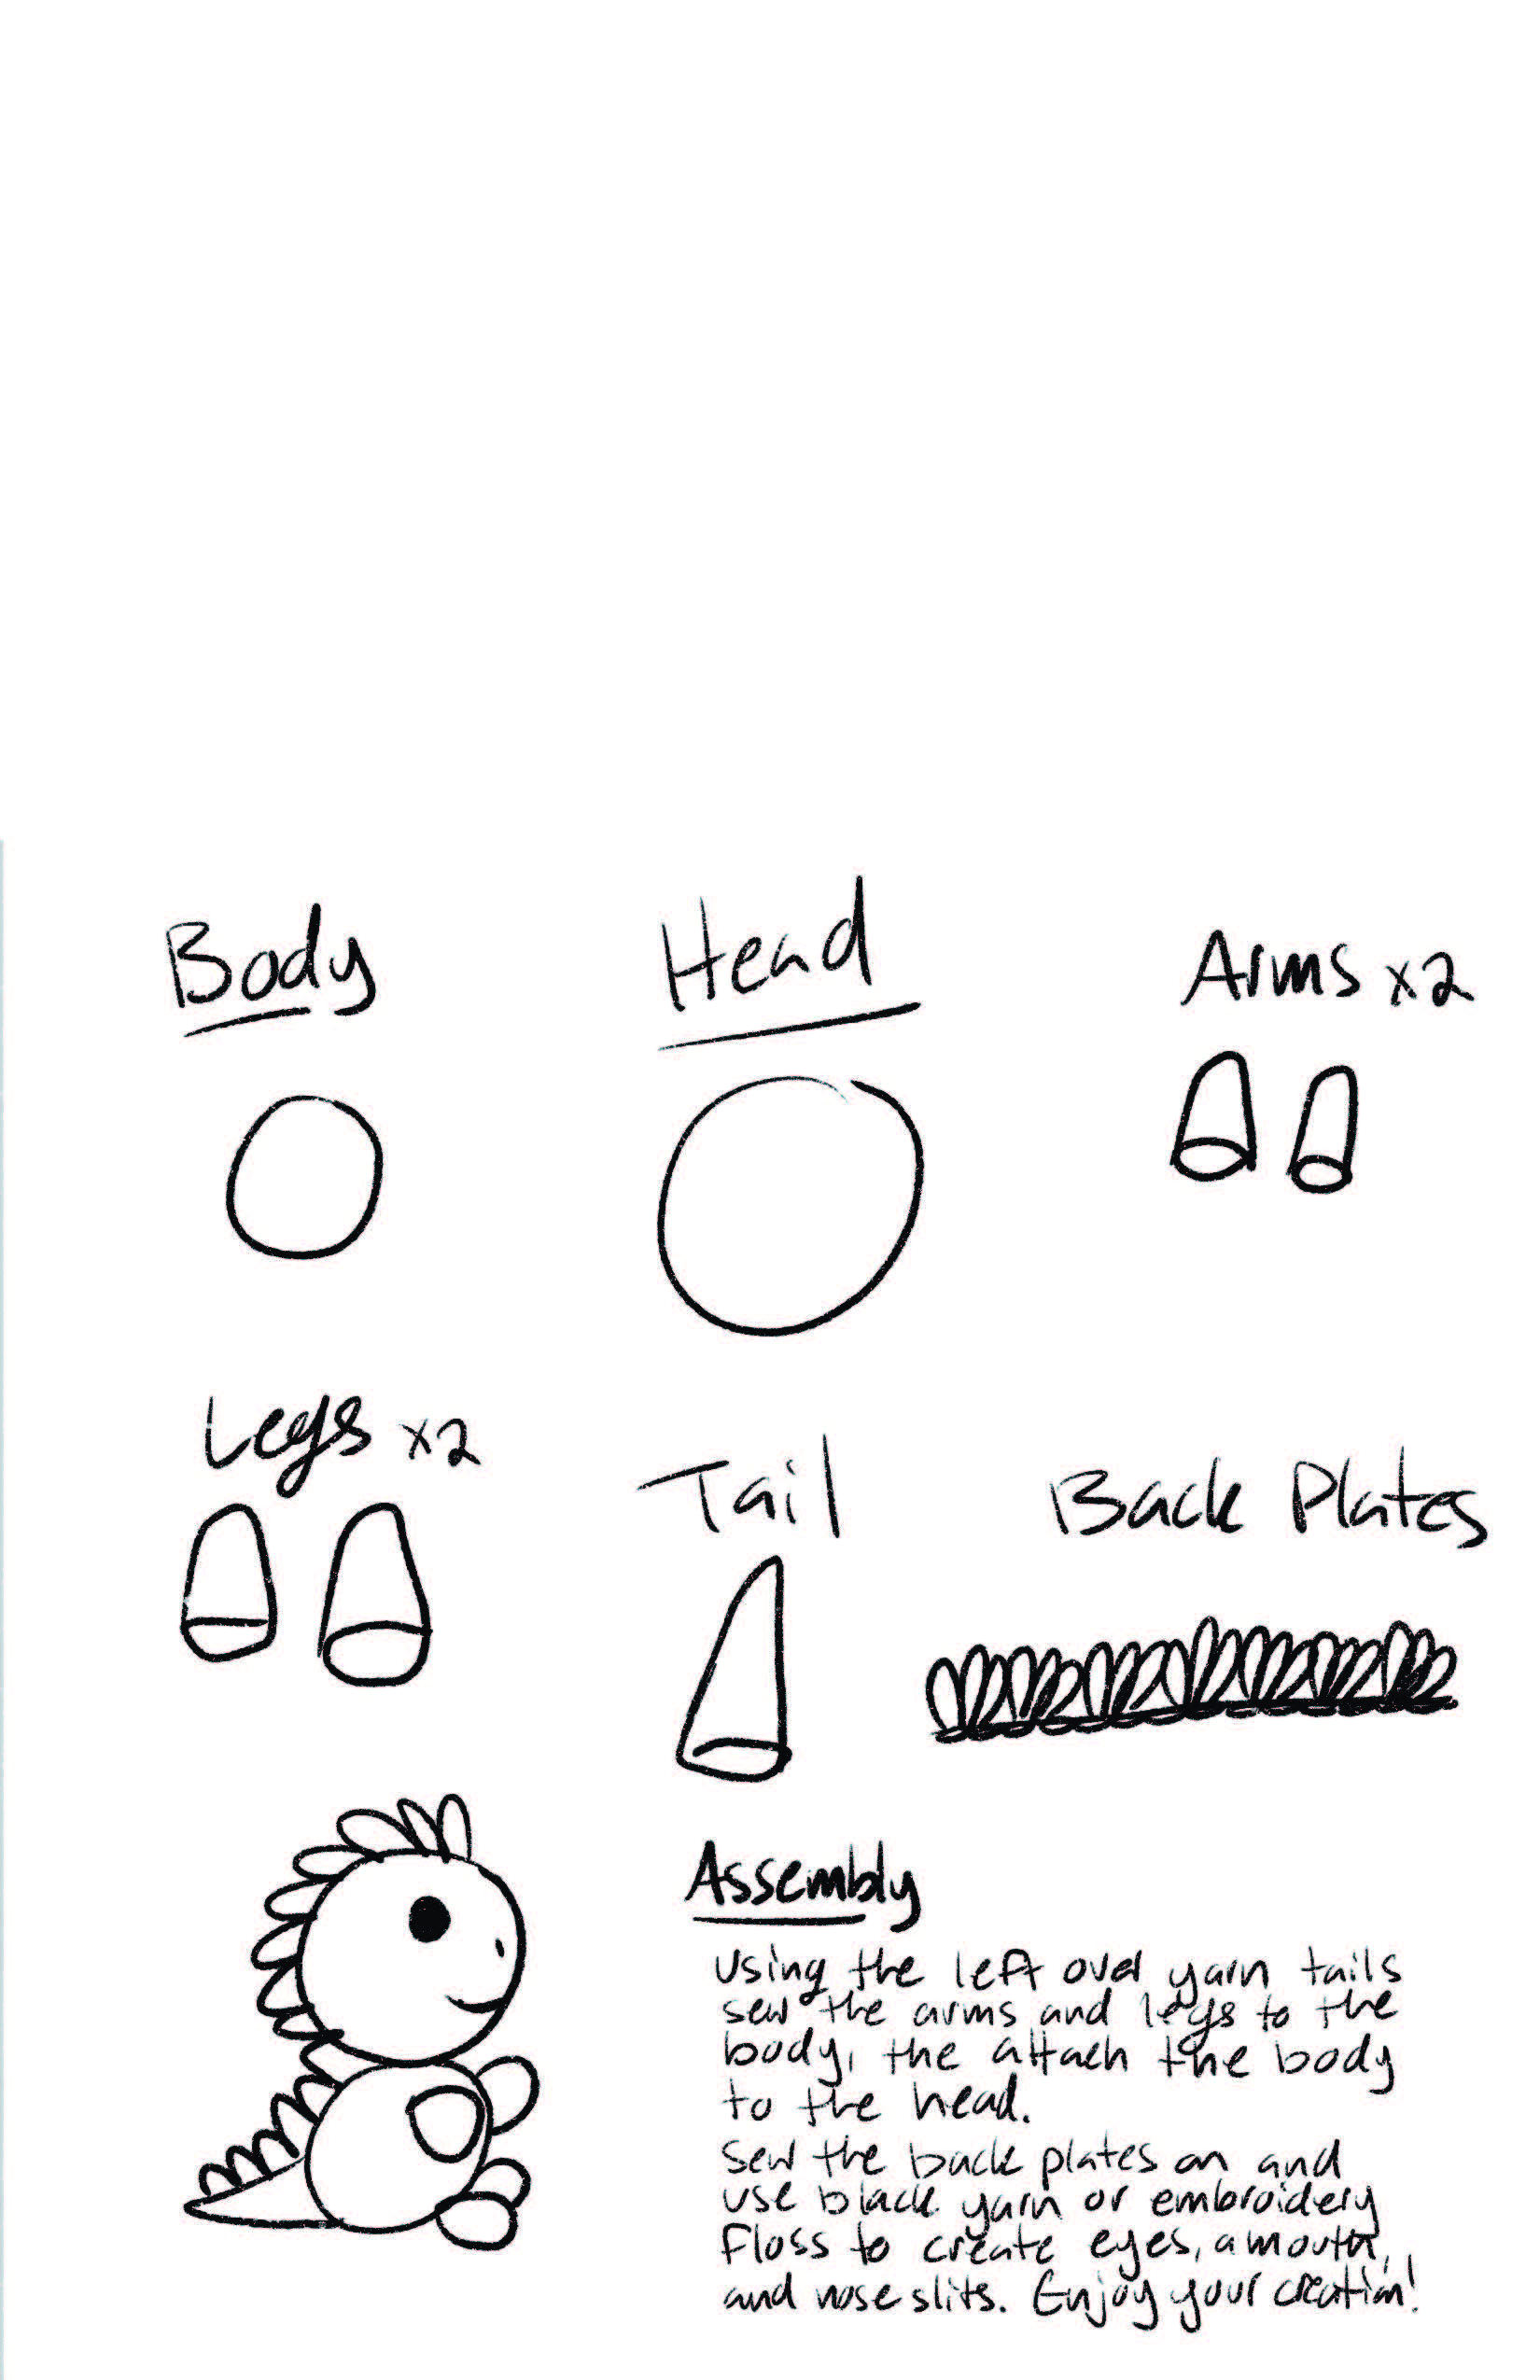 Body
Head
Arms x2
Legs x2
Tail
Back Plates
Assembly
Using the left over yarn tails
sew the arms and legs to the
body, the attach the body
to the head.
Sew the back plates on and
use black yarn or embroidery
floss to create eyes, a mouth,
and nose slits. Enjoy your creation!